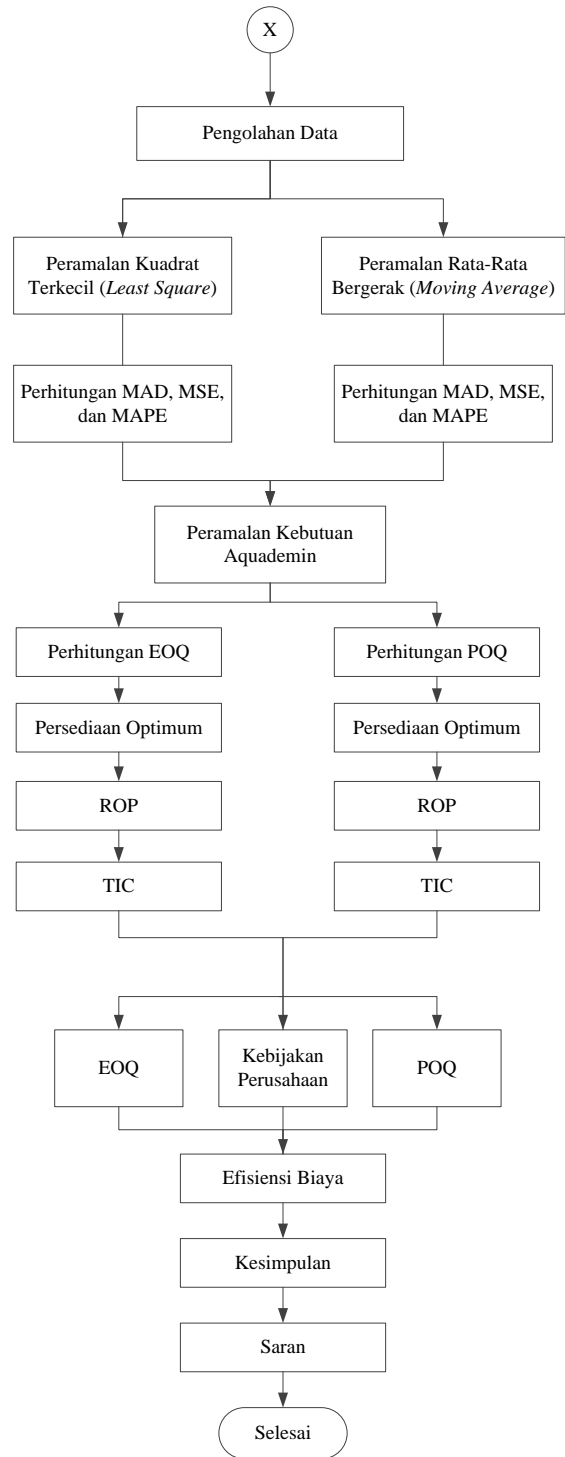 X
Pengolahan Data
Peramalan Kuadrat
Terkecil (Least Square)
Peramalan Rata-Rata
Bergerak (Moving Average)
Perhitungan MAD, MSE,
dan MAPE
Perhitungan MAD, MSE,
dan MAPE
Peramalan Kebutuan
Aquademin
Perhitungan EOQ
Perhitungan POQ
Persediaan Optimum
Persediaan Optimum
ROP
ROP
TIC
TIC
EOQ
Kebijakan
Perusahaan
POQ
Efisiensi Biaya
Kesimpulan
Saran
Selesai